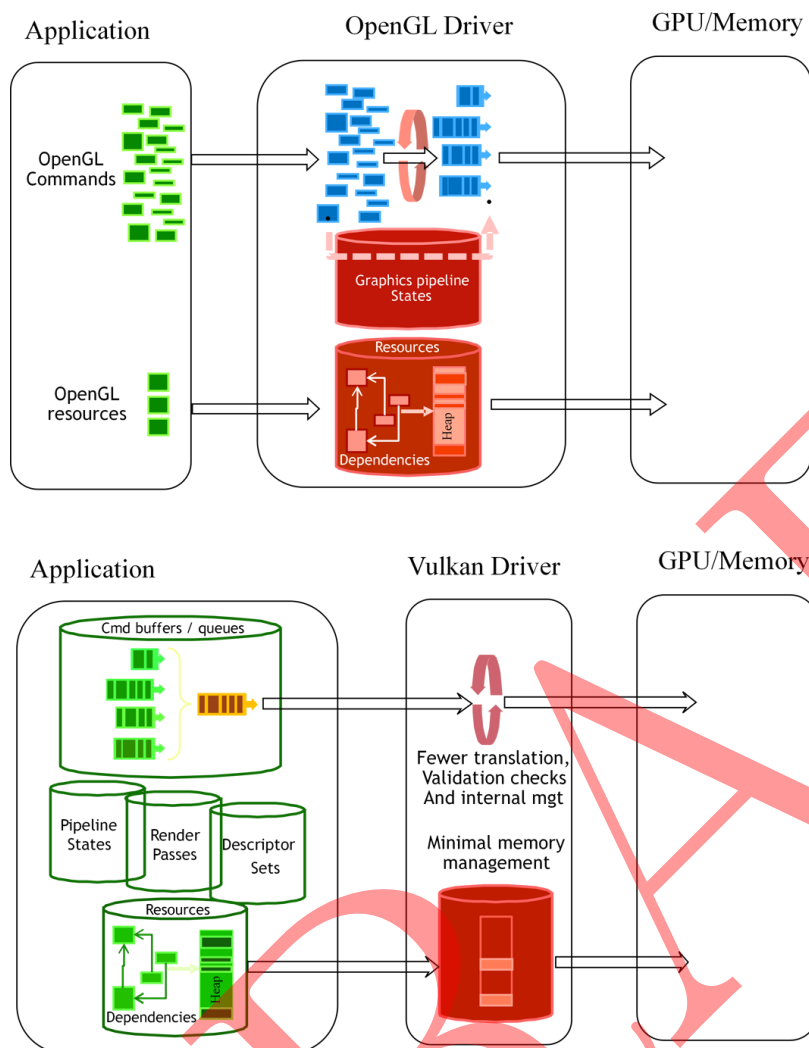 Application
OpenGL Driver
GPU/Memory
OpenGL
Commands
Graphics pipeline
States
Resources
OpenGL
resources
Heap
Dependencies
Application
Vulkan Driver
GPU/Memory
Cmd buffers / queues
Fewer translation,
Validation checks
And internal mgt
Pipeline
States
Render
Passes
Descriptor
Sets
Minimal memory
management
Resources
Heap
Dependencies